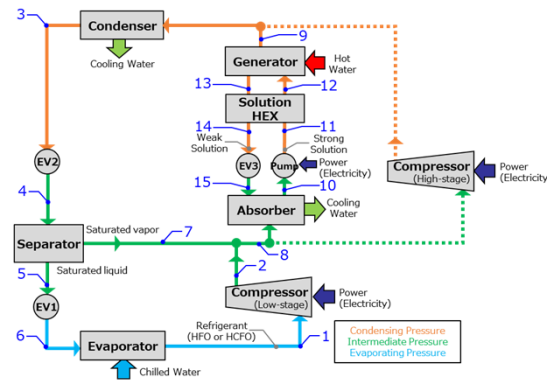 3
Condenser
9
Cooling Water
Generator
Hot
Water
13
12
Solution
HEX
14
11
Weak
Solution
Strong
Solution
EV2
EV3
Pump
Power
(Electricity)
Compressor
(High-stage)
Power
(Electricity
15
10
4
Absorber
Cooling
Water
Saturated vapor
7
Separator
8
5
Saturated liquid
2
EV1
Compressor
(Low-stage)
Power
(Electricity)
6
Refrigerant
(HFO or HCFO)
1
Evaporator
Chilled Water
Condensing Pressure
Intermediate Pressure
Evaporating Pressure